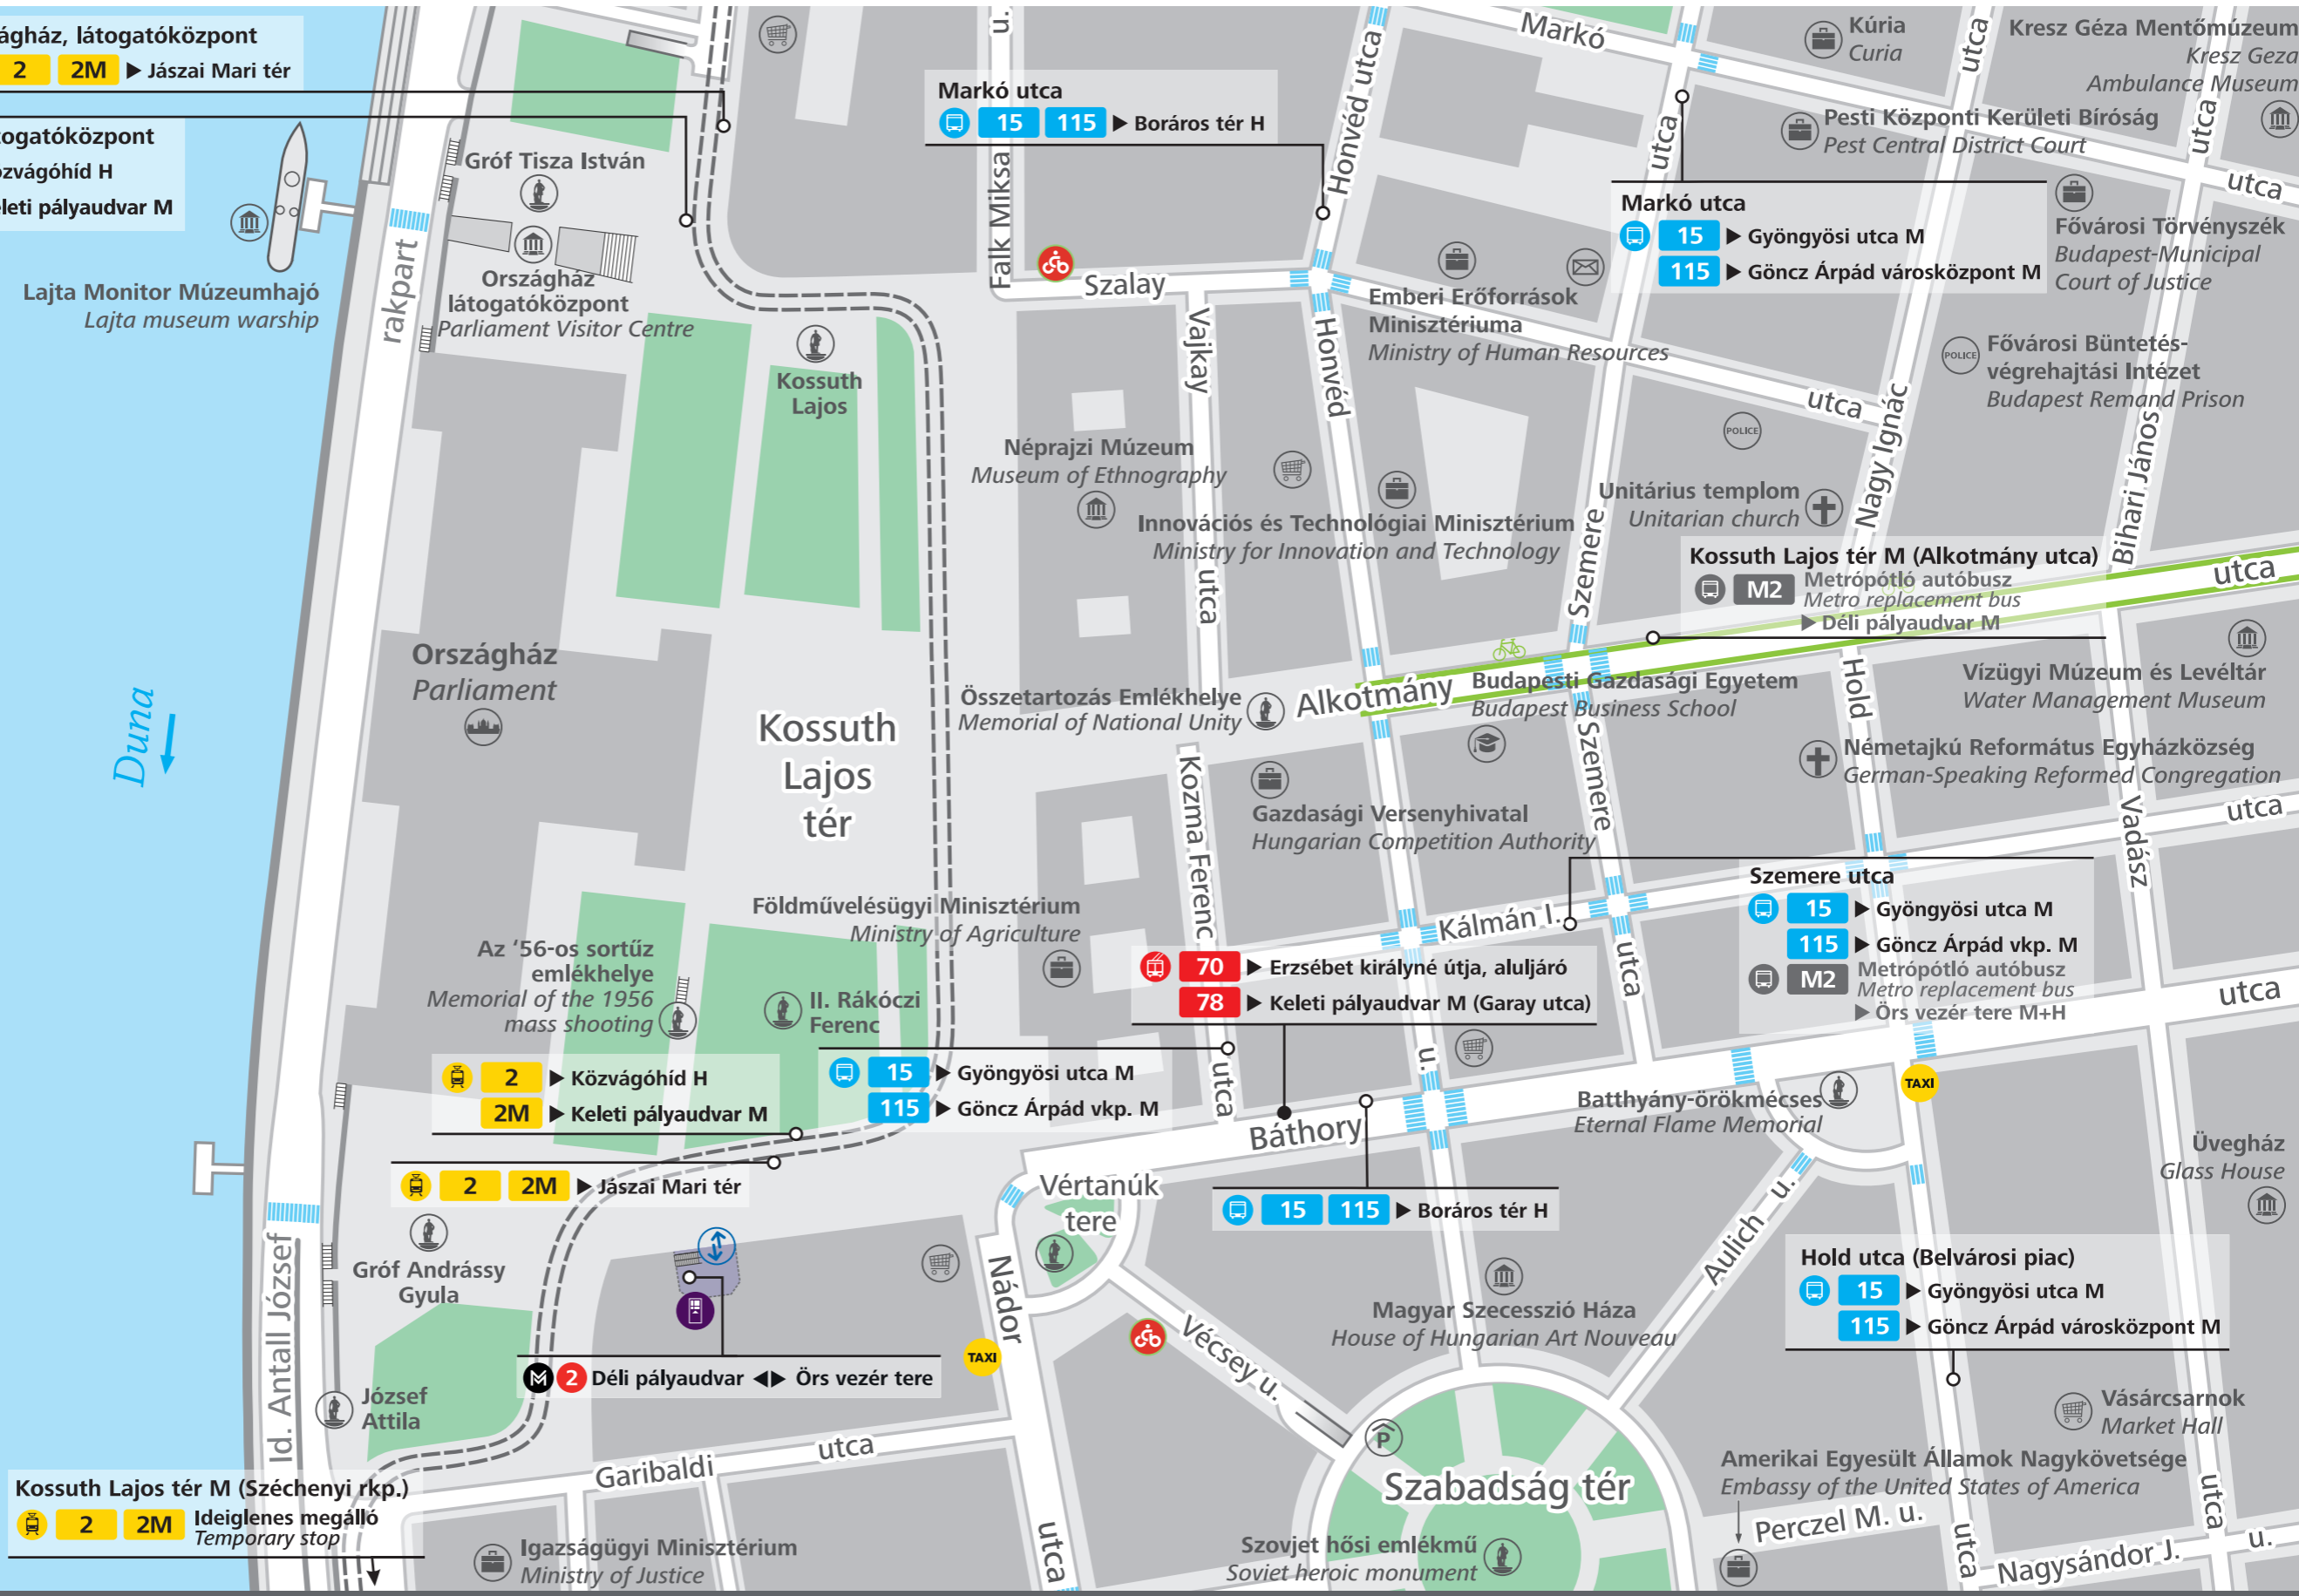 ágház, látogatóközpont
2 2M ▶ Jászai Mari tér
togatóközpont
özvágóhíd H
eleti pályaudvar M
Lajta Monitor Múzeumhajó
Lajta museum warship
rakpart
Gróf Tisza István
Országház
látogatóközpont
Parliament Visitor Centre
Kossuth
Lajos
Falk Miksa u.
Markó utca
15 115 ▶ Boráros tér H
Honvéd utca
Markó
utca
Kúria
Curia
utca
Kresz Géza Mentőmúzeum
Kresz Geza
Ambulance Museum
Pesti Központi Kerületi Bíróság
Pest Central District Court
utca
utca
Markó utca
15 ▶ Gyöngyösi utca M
115 ▶ Göncz Árpád városközpont M
Fővárosi Törvényszék
Budapest-Municipal
Court of Justice
Szalay
Vajkay
utca
Honvéd
Emberi Erőforrások
Minisztériuma
Ministry of Human Resources
POLICE
Fővárosi Büntetés-
végrehajtási Intézet
Budapest Remand Prison
utca
POLICE
Nagy Ignác
Bihari János
Néprajzi Múzeum
Museum of Ethnography
Innovációs és Technológiai Minisztérium
Ministry for Innovation and Technology
Unitárius templom
Unitarian church
Szemere
Kossuth Lajos tér M (Alkotmány utca)
M2 Metrópótló autóbusz
Metro replacement bus
▶ Déli pályaudvar M
utca
Országház
Parliament
Duna
Kossuth
Lajos
tér
Összetartozás Emlékhelye
Memorial of National Unity
Alkotmány
Budapesti Gazdasági Egyetem
Budapest Business School
Hold
Vízügyi Múzeum és Levéltár
Water Management Museum
Németajkú Református Egyházközség
German-Speaking Reformed Congregation
Kozma Ferenc
utca
Gazdasági Versenyhivatal
Hungarian Competition Authority
Szemere
utca
Vadász
utca
Földművelésügyi Minisztérium
Ministry of Agriculture
Kálmán I.
Szemere utca
15 ▶ Gyöngyösi utca M
115 ▶ Göncz Árpád vkp. M
M2 Metrópótló autóbusz
Metro replacement bus
▶ Örs vezér tere M+H
utca
Az ‘56-os sortűz
emlékhelye
Memorial of the 1956
mass shooting
II. Rákóczi
Ferenc
70 ▶ Erzsébet királyné útja, aluljáró
78 ▶ Keleti pályaudvar M (Garay utca)
u.
2 ▶ Közvágóhíd H
2M ▶ Keleti pályaudvar M
15 ▶ Gyöngyösi utca M
115 ▶ Göncz Árpád vkp. M
Báthory
Batthyány-örökmécses
Eternal Flame Memorial
TAXI
Üvegház
Glass House
2 2M ▶ Jászai Mari tér
Vértanúk
tere
15 115 ▶ Boráros tér H
Aulich u.
Gróf Andrássy
Gyula
Nádor
utca
Hold utca (Belvárosi piac)
15 ▶ Gyöngyösi utca M
115 ▶ Göncz Árpád városközpont M
Magyar Szecesszió Háza
House of Hungarian Art Nouveau
Vécsey u.
TAXI
M 2 Déli pályaudvar ◀▶ Örs vezér tere
Id. Antall József
József
Attila
Vásárcsarnok
Market Hall
P
Garibaldi utca
Szabadság tér
Amerikai Egyesült Államok Nagykövetsége
Embassy of the United States of America
Kossuth Lajos tér M (Széchenyi rkp.)
2 2M Ideiglenes megálló
Temporary stop
Igazságügyi Minisztérium
Ministry of Justice
Szovjet hősi emlékmű
Soviet heroic monument
Perczel M. u.
utca
utca
Nagysándor J. u.